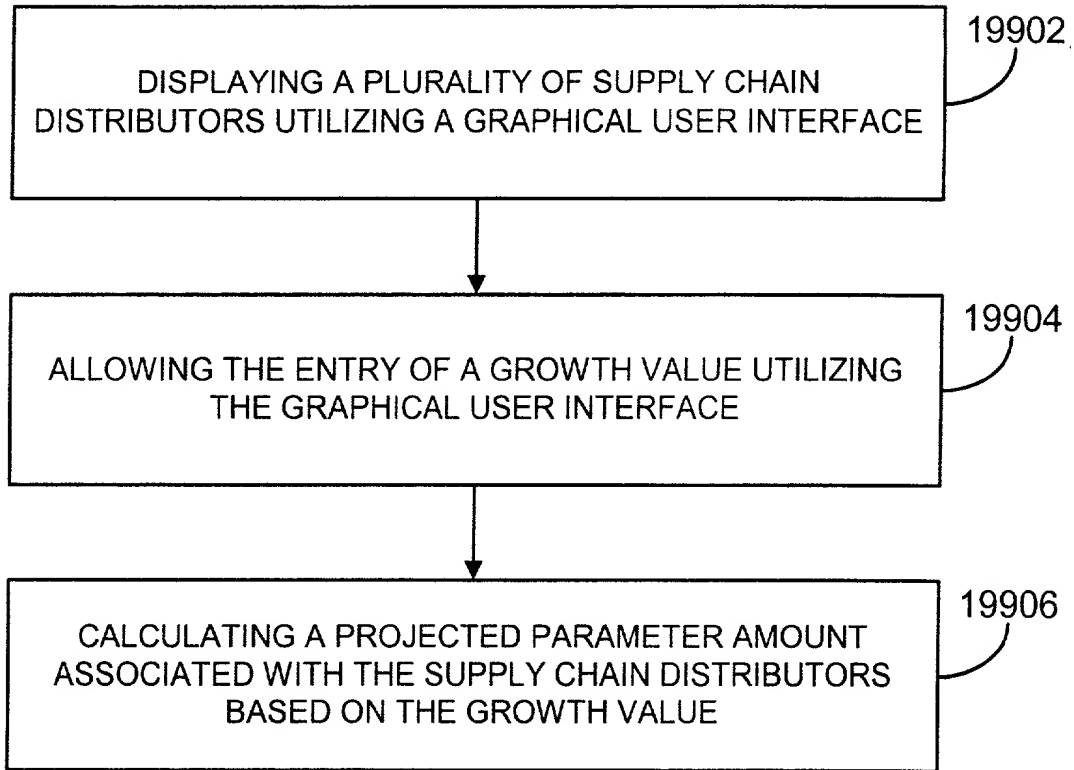 19902
DISPLAYING A PLURALITY OF SUPPLY CHAIN
DISTRIBUTORS UTILIZING A GRAPHICAL USER INTERFACE
19904
ALLOWING THE ENTRY OF A GROWTH VALUE UTILIZING
THE GRAPHICAL USER INTERFACE
19906
CALCULATING A PROJECTED PARAMETER AMOUNT
ASSOCIATED WITH THE SUPPLY CHAIN DISTRIBUTORS
BASED ON THE GROWTH VALUE